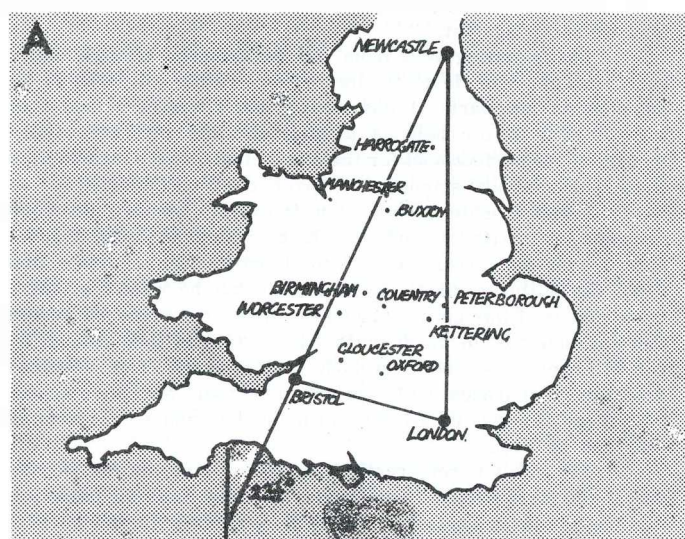 A
NEWCASTLE
HARROGATE
MANCHESTER
BUXTON
BIRMINGHAM
COVENTRY
PETERBOROUGH
WORCESTER
KETTERING
GLOUCESTER
OXFORD
BRISTOL
LONDON.